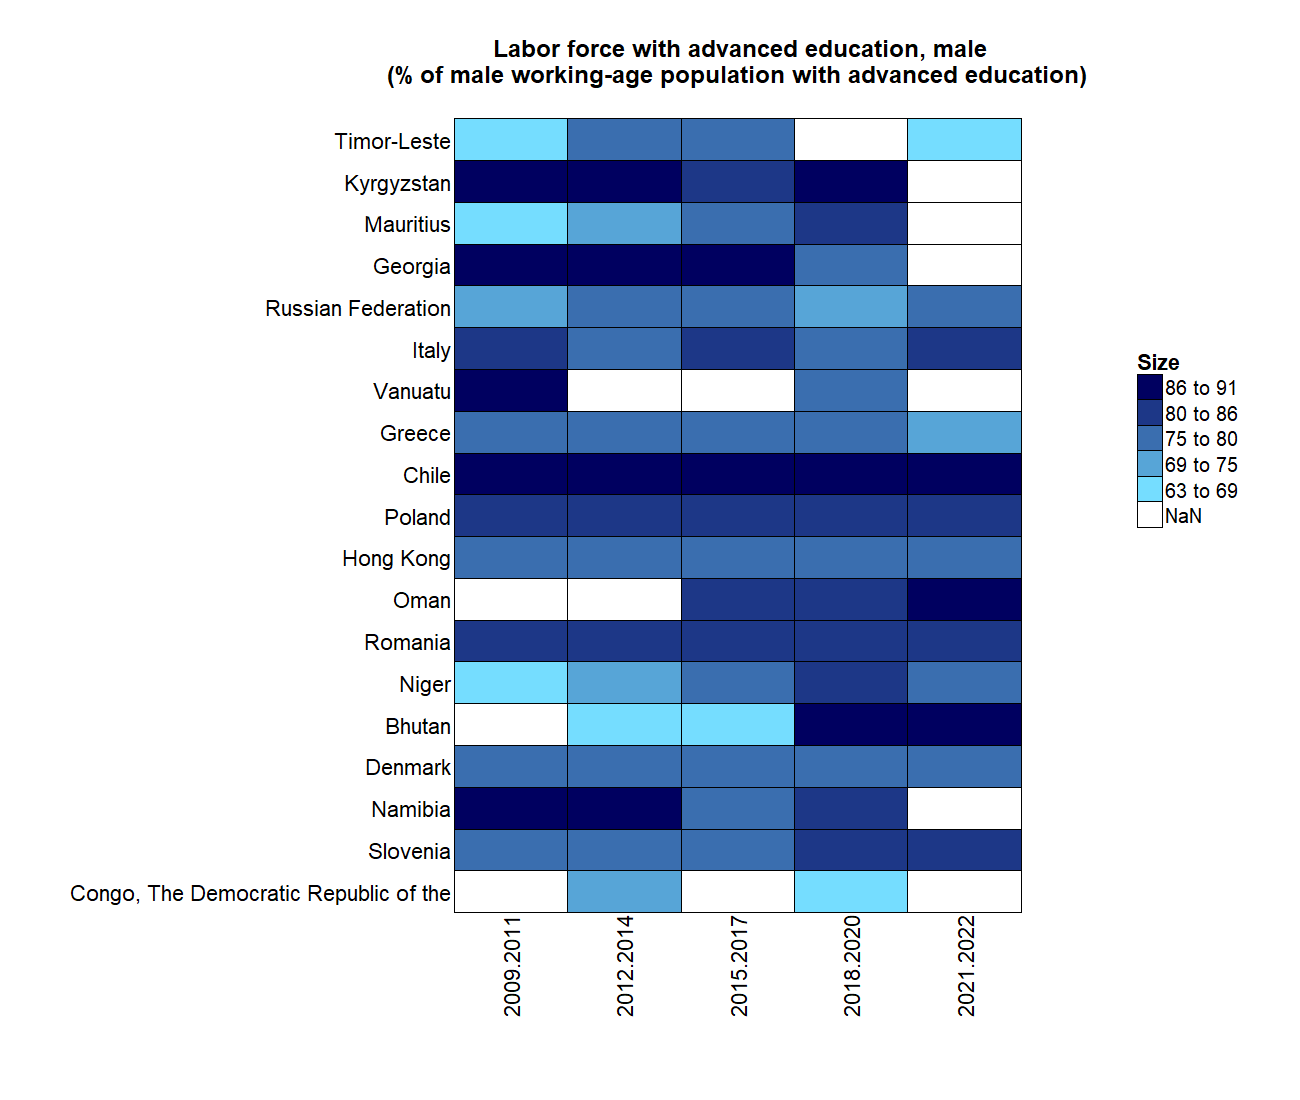 Labor force with advanced education, male
(% of male working-age population with advanced education)
Timor-Leste
Kyrgyzstan
Mauritius
Georgia
Russian Federation
Italy
Vanuatu
Greece
Chile
Poland
Hong Kong
Oman
Romania
Niger
Bhutan
Denmark
Namibia
Slovenia
Congo, The Democratic Republic of the
2009.2011
2012.2014
2015.2017
2018.2020
2021.2022
Size
86 to 91
80 to 86
75 to 80
69 to 75
63 to 69
NaN